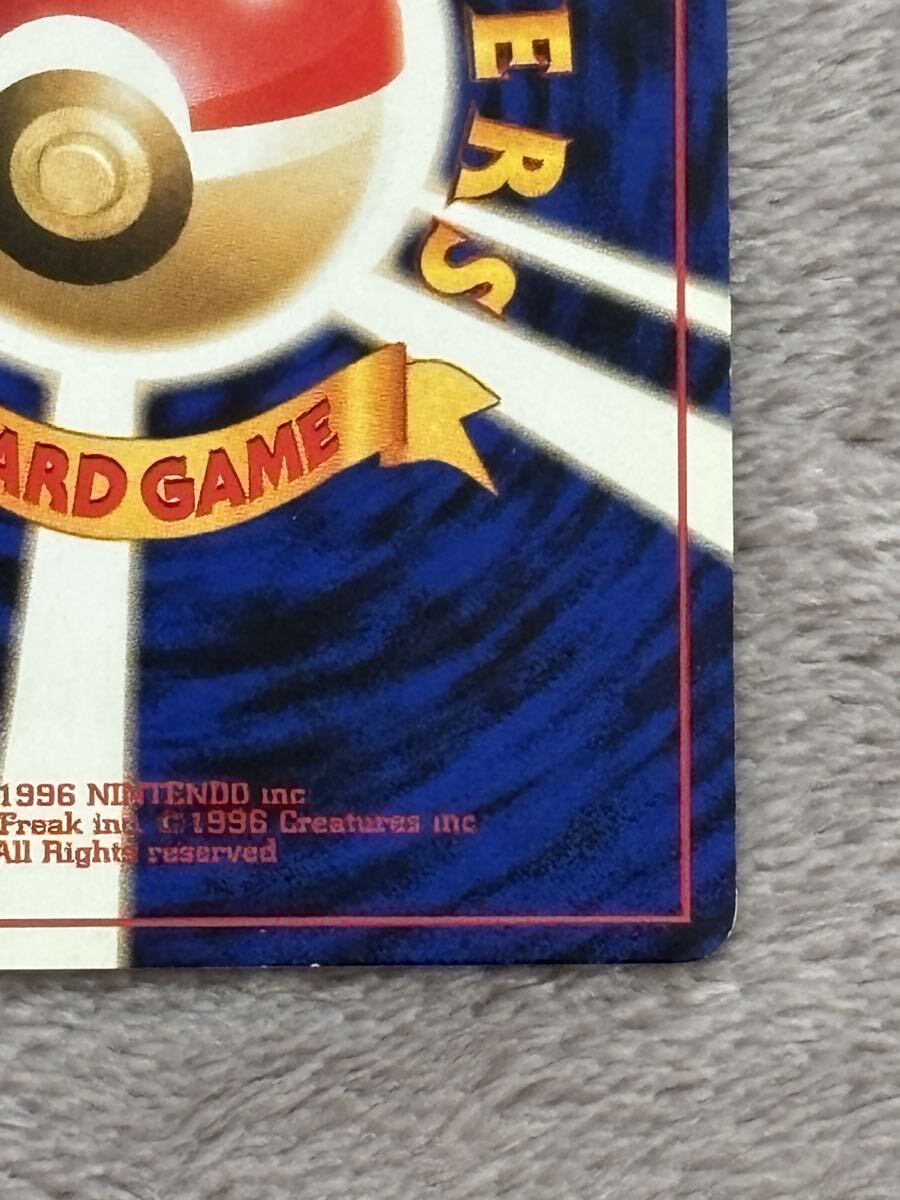 ERS
ARD GAME
1996 NINTENDO inc
Freak inc. ©1996 Creatures inc
All Rights reserved